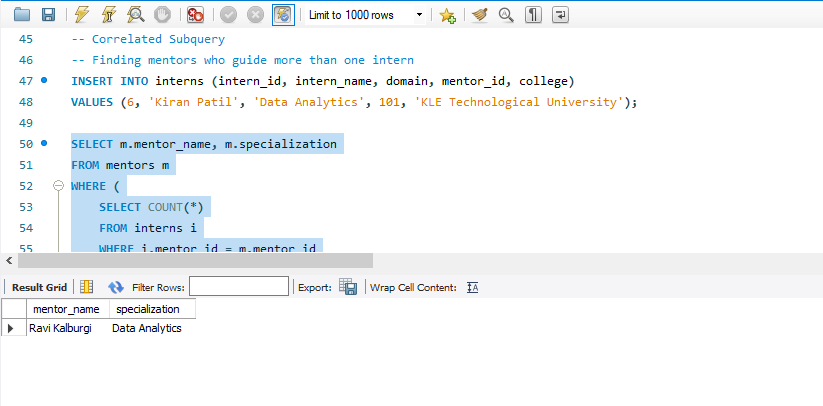 Limit to 1000 rows
45 -- Correlated Subquery
46 -- Finding mentors who guide more than one intern
47 INSERT INTO interns (intern_id, intern_name, domain, mentor_id, college)
48 VALUES (6, 'Kiran Patil', 'Data Analytics', 101, 'KLE Technological University');
49
50 SELECT m.mentor_name, m.specialization
51 FROM mentors m
52 WHERE (
53 SELECT COUNT(*)
54 FROM interns i
55 WHERE i.mentor_id = m.mentor_id
Result Grid Filter Rows: Export: Wrap Cell Content: IA
mentor_name specialization
Ravi Kalburgi Data Analytics